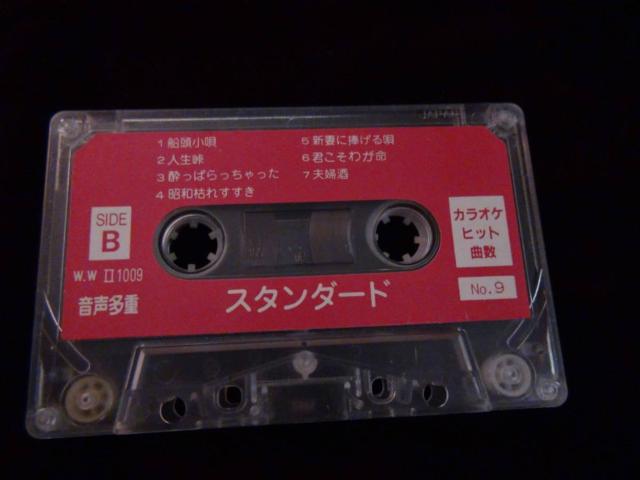 JAPAN
1 船頭小唄
2 人生峠
3 酔っぱらっちゃった
4 昭和枯れすすき
5 新妻に捧げる唄
6 君こそわが命
7 夫婦酒
SIDE
B
W.W II 1009
音声多重
スタンダード
カラオケ
ヒット
曲数
No.9